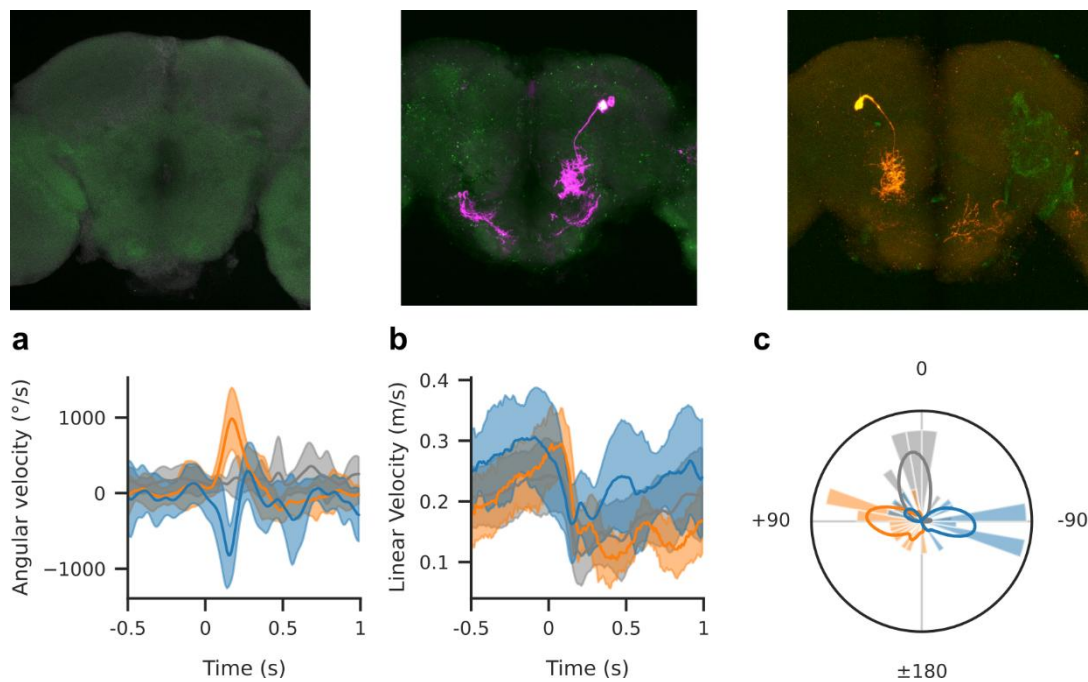 a
b
c
Angular velocity (°/s)
1000
0
−1000
-0.5
0
0.5
1
Time (s)
Linear Velocity (m/s)
0.4
0.3
0.2
0.1
-0.5
0
0.5
1
Time (s)
0
+90
-90
±180